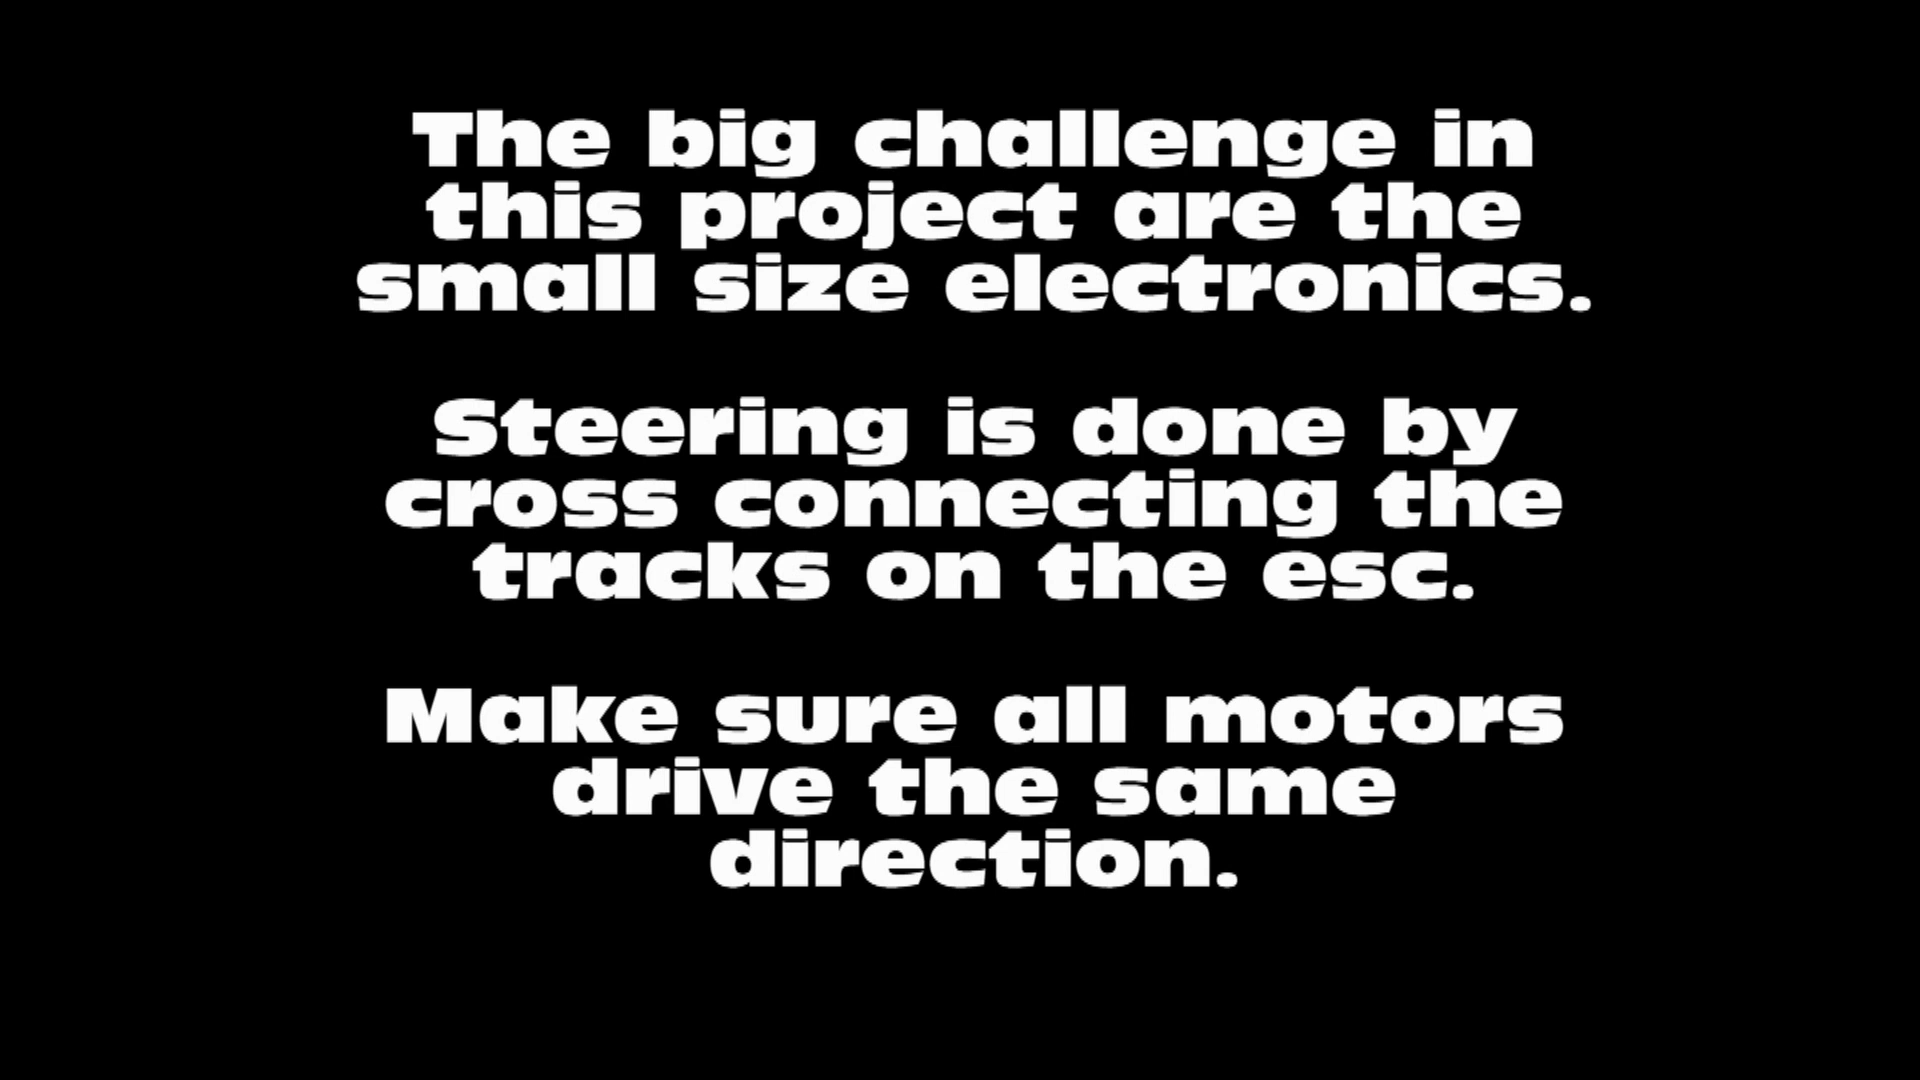 The big challenge in
this project are the
small size electronics.
Steering is done by
cross connecting the
tracks on the esc.
Make sure all motors
drive the same
direction.